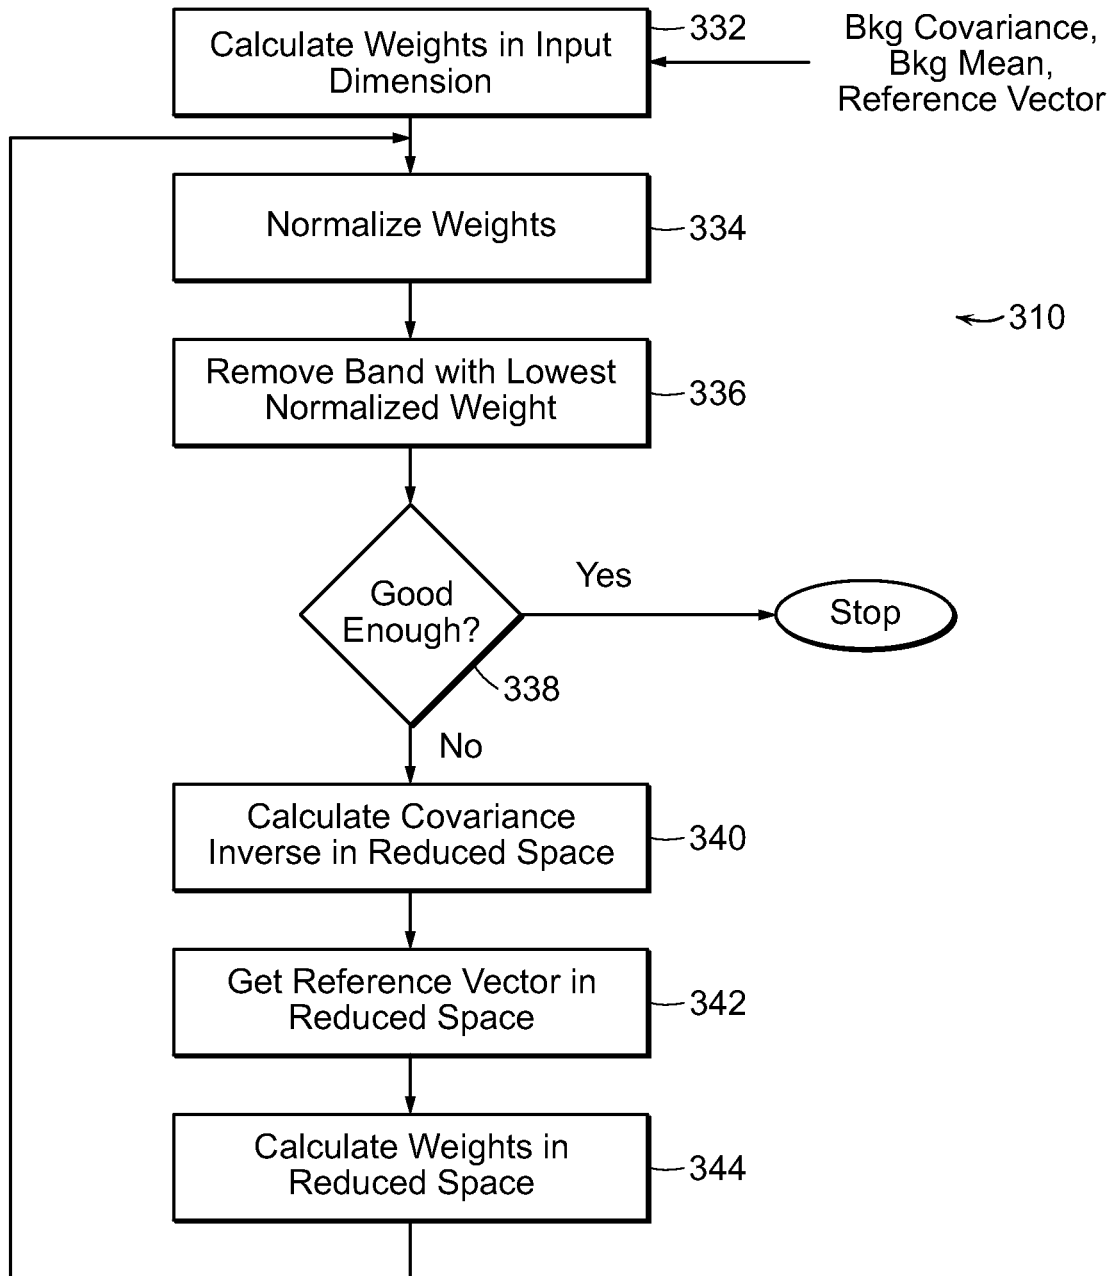 Calculate Weights in Input
Dimension
332
Bkg Covariance,
Bkg Mean,
Reference Vector
Normalize Weights
334
310
Remove Band with Lowest
Normalized Weight
336
Good
Enough?
338
Yes
Stop
No
Calculate Covariance
Inverse in Reduced Space
340
Get Reference Vector in
Reduced Space
342
Calculate Weights in
Reduced Space
344